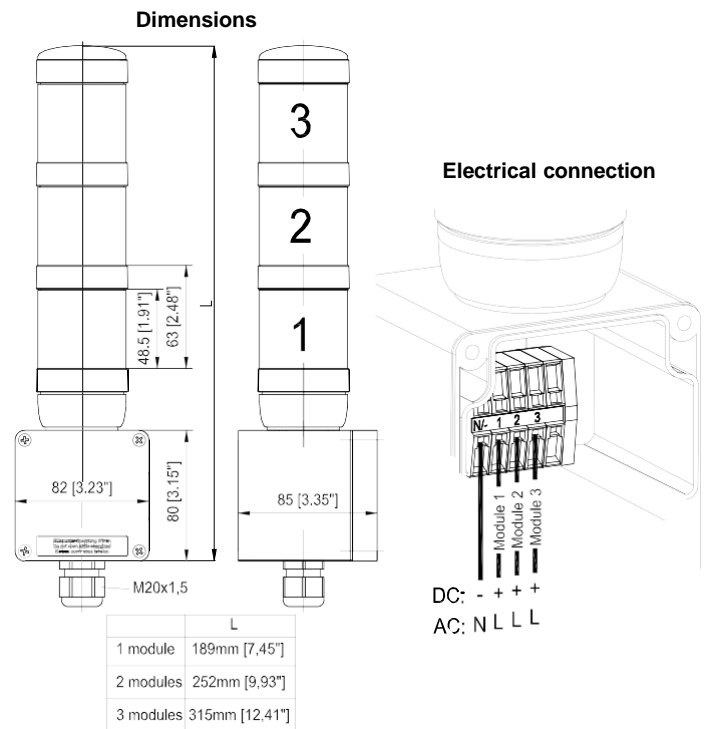 Dimensions
3
2
1
L
48.5 [1.91"]
63 [2.48"]
82 [3.23"]
80 [3.15"]
85 [3.35"]
M20x1,5
L
1 module 189mm [7,45"]
2 modules 252mm [9,93"]
3 modules 315mm [12,41"]
Electrical connection
N/- 1 2 3
Module 1
Module 2
Module 3
DC: - + + +
AC: N L L L